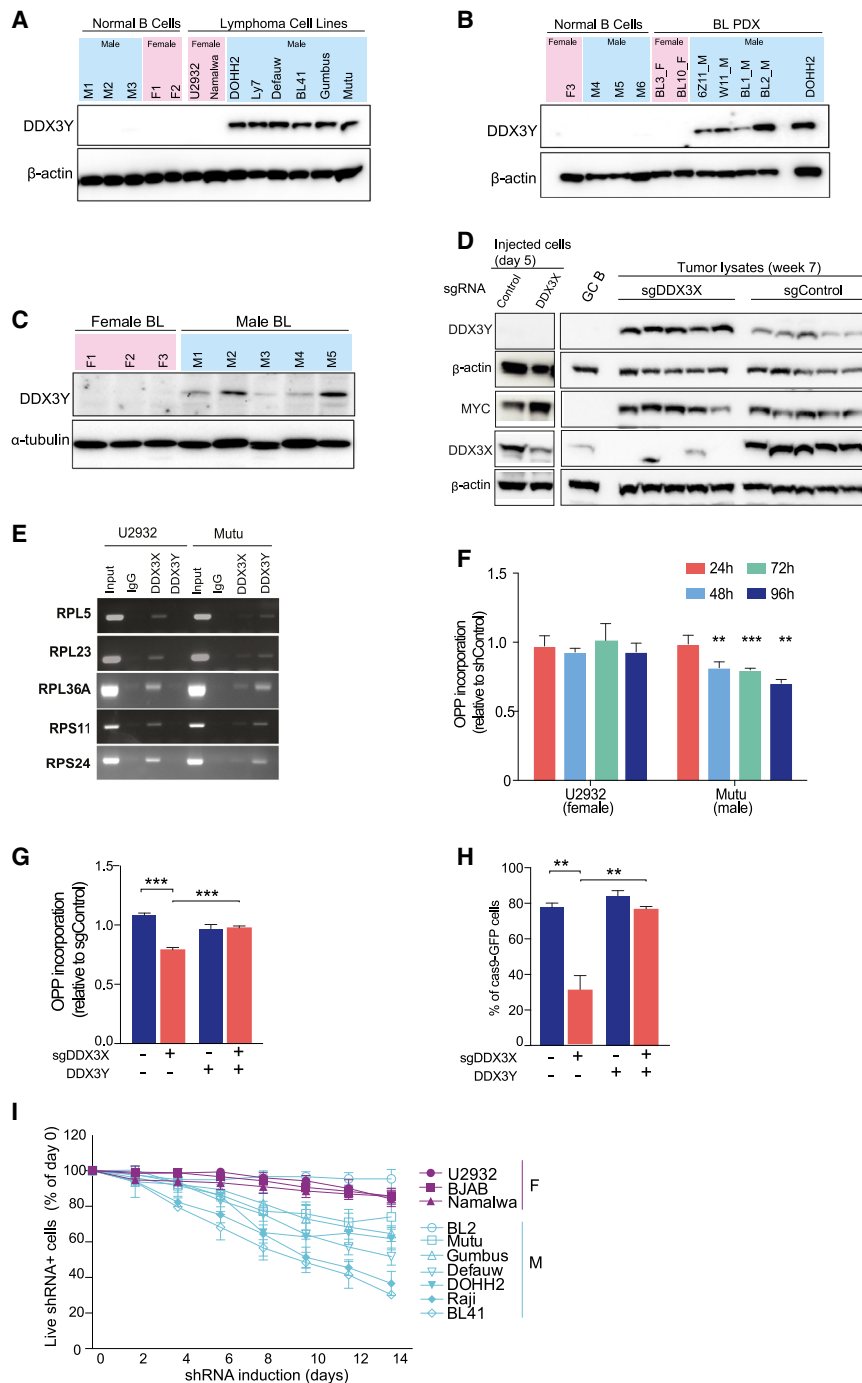 A
Normal B Cells
Lymphoma Cell Lines
Male
Female
Female
Male
M1
M2
M3
F1
F2
U2932
Namalwa
DOHH2
Ly7
Defauw
BL41
Gumbus
Mutu
DDX3Y
β-actin
B
Normal B Cells
BL PDX
Female
Male
Female
Male
F3
M4
M5
M6
BL3_F
BL10_F
6Z11_M
W11_M
BL1_M
BL2_M
DOHH2
DDX3Y
β-actin
C
Female BL
Male BL
F1
F2
F3
M1
M2
M3
M4
M5
DDX3Y
α-tubulin
D
Injected cells
(day 5)
Tumor lysates (week 7)
sgRNA
Control
DDX3X
GC B
sgDDX3X
sgControl
DDX3Y
β-actin
MYC
DDX3X
β-actin
E
U2932
Mutu
Input
IgG
DDX3X
DDX3Y
Input
IgG
DDX3X
DDX3Y
RPL5
RPL23
RPL36A
RPS11
RPS24
F
24h
72h
48h
96h
OPP incorporation
(relative to shControl)
1.5
1.0
0.5
0
** *** **
U2932
(female)
Mutu
(male)
G
OPP incorporation
(relative to sgControl)
1.5
1.0
0.5
0.0
*** ***
sgDDX3X - + - +
DDX3Y - + +
H
% of cas9-GFP cells
100
80
60
40
20
0
** **
sgDDX3X - + - +
DDX3Y - + +
I
Live shRNA+ cells (% of day 0)
120
100
80
60
40
20
0
0 2 4 6 8 10 12 14
shRNA induction (days)
U2932
BJAB
Namalwa
F
BL2
Mutu
Gumbus
Defauw
DOHH2
Raji
BL41
M